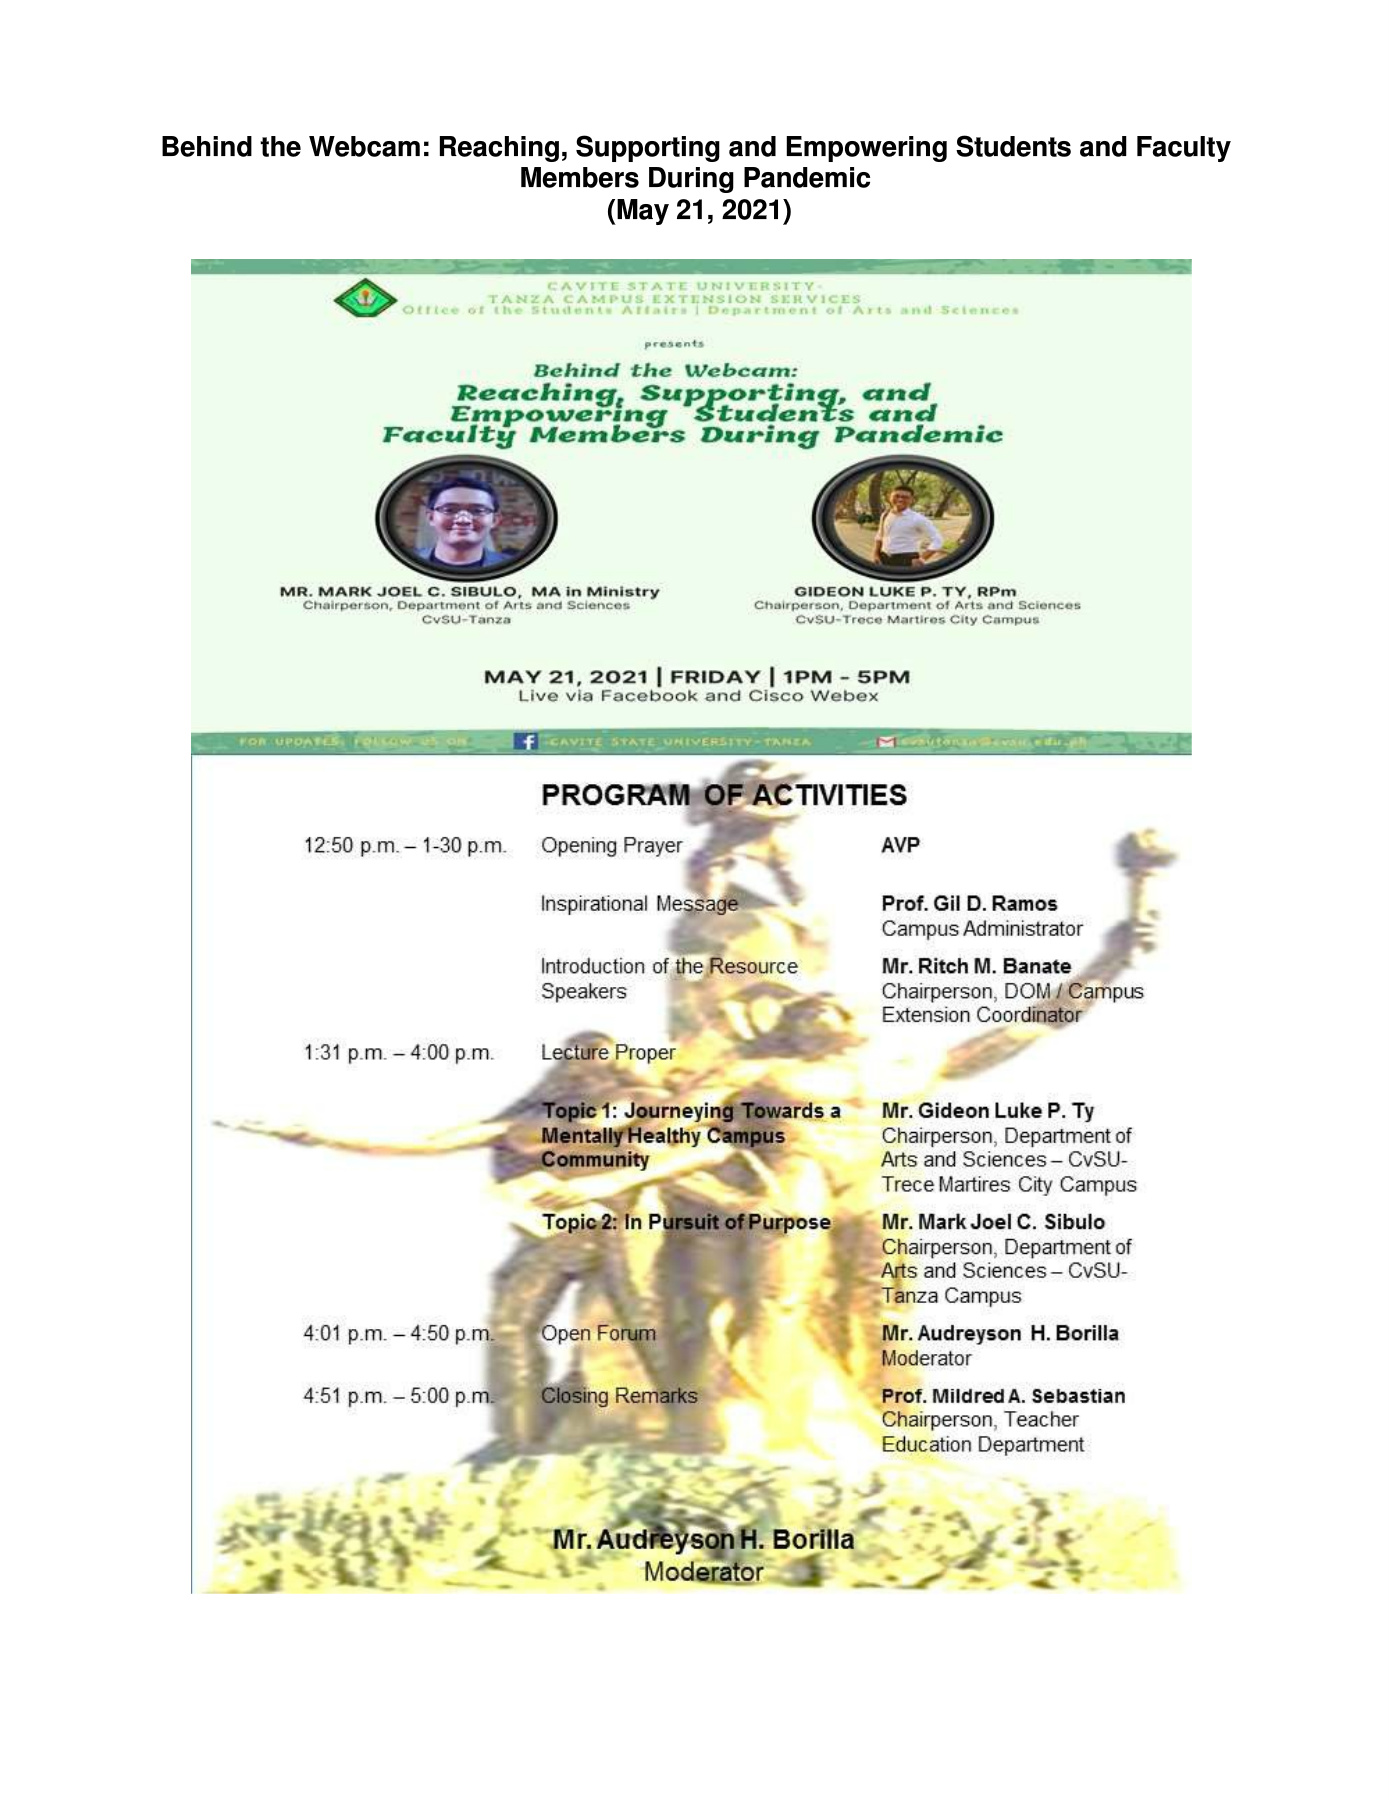 Behind the Webcam: Reaching, Supporting and Empowering Students and Faculty
Members During Pandemic
(May 21, 2021)
CAVITE STATE UNIVERSITY-
TANZA CAMPUS EXTENSION SERVICES
Office of the Students Affairs | Department of Arts and Sciences
presents
Behind the Webcam:
Reaching, Supporting, and
Empowering Students and
Faculty Members During Pandemic
MR. MARK JOEL C. SIBULO, MA in Ministry
Chairperson, Department of Arts and Sciences
CvSU-Tanza
GIDEON LUKE P. TY, RPm
Chairperson, Department of Arts and Sciences
CvSU-Trece Martires City Campus
MAY 21, 2021 | FRIDAY | 1PM - 5PM
Live via Facebook and Cisco Webex
FOR UPDATES, FOLLOW US ON CAVITE STATE UNIVERSITY-TANZA cvsutanza@cvsu.edu.ph
PROGRAM OF ACTIVITIES
12:50 p.m. – 1-30 p.m. Opening Prayer AVP
Inspirational Message Prof. Gil D. Ramos
Campus Administrator
Introduction of the Resource Mr. Ritch M. Banate
Speakers Chairperson, DOM / Campus
Extension Coordinator
1:31 p.m. – 4:00 p.m. Lecture Proper
Topic 1: Journeying Towards a Mr. Gideon Luke P. Ty
Mentally Healthy Campus Chairperson, Department of
Community Arts and Sciences – CvSU-
Trece Martires City Campus
Topic 2: In Pursuit of Purpose Mr. Mark Joel C. Sibulo
Chairperson, Department of
Arts and Sciences – CvSU-
Tanza Campus
4:01 p.m. – 4:50 p.m. Open Forum Mr. Audreyson H. Borilla
Moderator
4:51 p.m. – 5:00 p.m. Closing Remarks Prof. Mildred A. Sebastian
Chairperson, Teacher
Education Department
Mr. Audreyson H. Borilla
Moderator